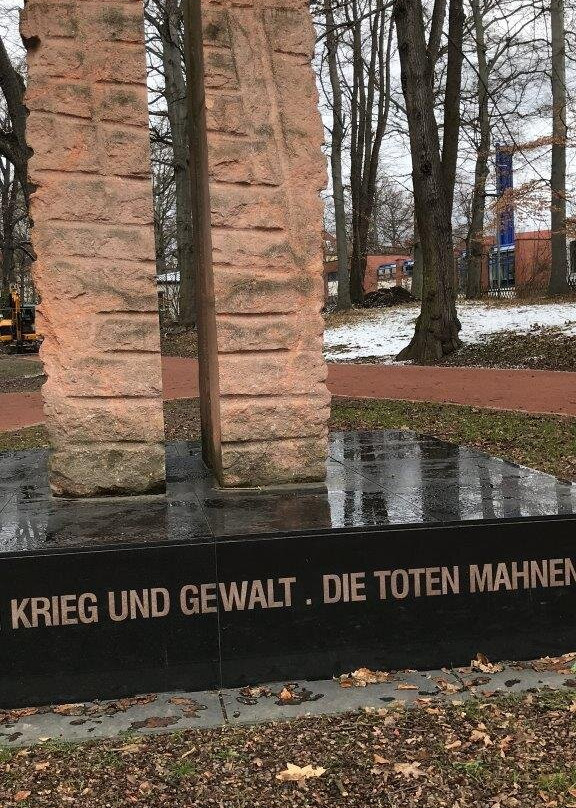 KRIEG UND GEWALT . DIE TOTEN MAHNEN